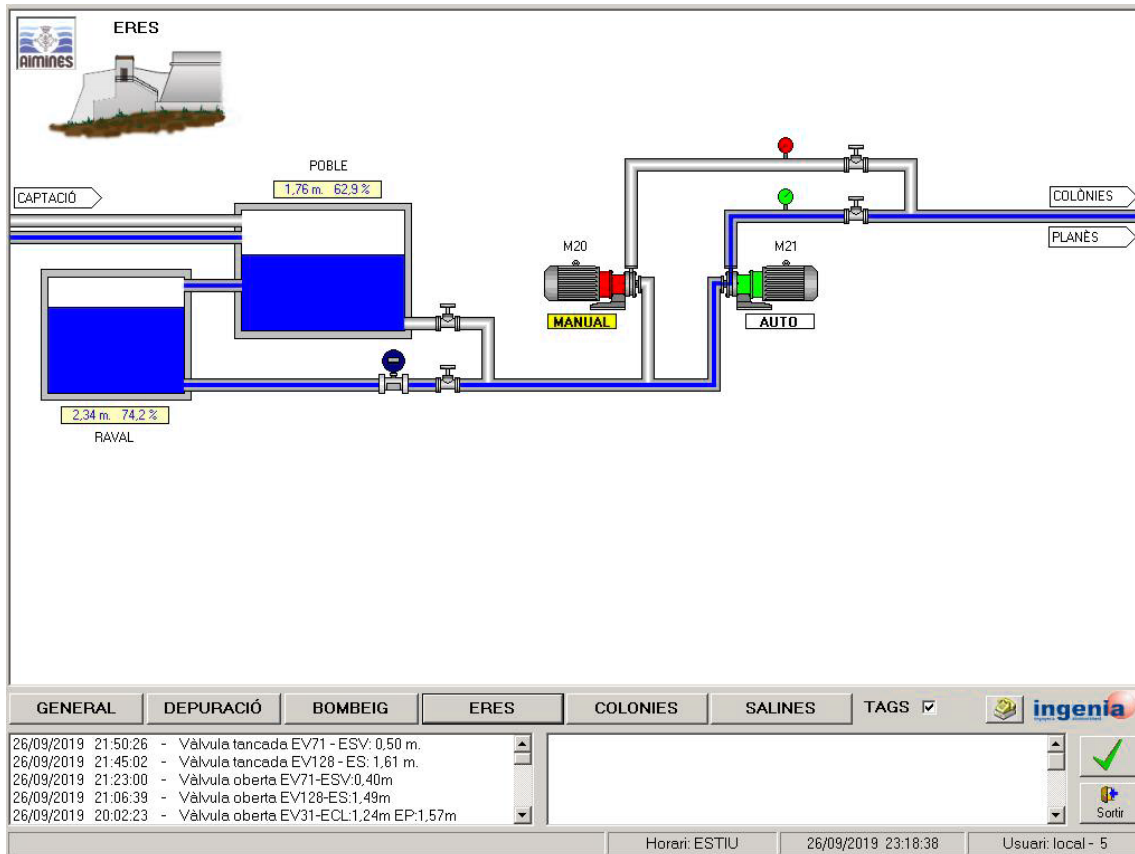 ERES
AIMINES
POBLE
1,76 m. 62,9 %
CAPTACIÓ
COLÒNIES
PLANÈS
M20
M21
MANUAL
AUTO
2,34 m. 74,2 %
RAVAL
GENERAL
DEPURACIÓ
BOMBEIG
ERES
COLONIES
SALINES
TAGS
ingenia
26/09/2019 21:50:26 - Vàlvula tancada EV71 - ESV: 0,50 m.
26/09/2019 21:45:02 - Vàlvula tancada EV128 - ES: 1,61 m.
26/09/2019 21:23:00 - Vàlvula oberta EV71-ESV:0,40m
26/09/2019 21:06:39 - Vàlvula oberta EV128-ES:1,49m
26/09/2019 20:02:23 - Vàlvula oberta EV31-ECL:1,24m EP:1,57m
Sortir
Horari: ESTIU
26/09/2019 23:18:38
Usuari: local - 5